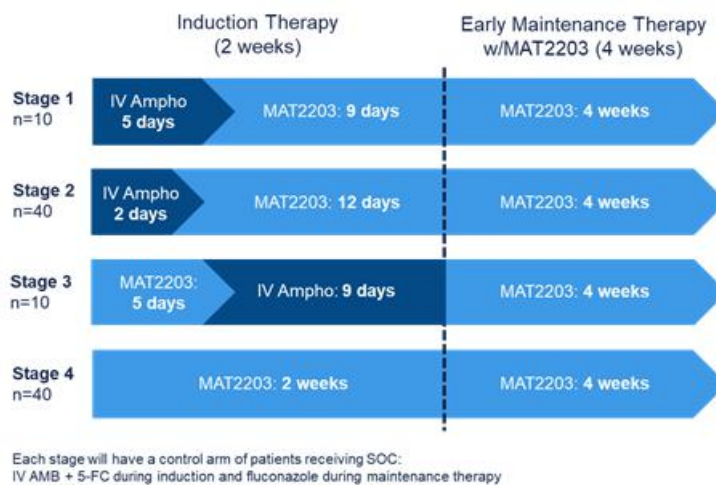 Induction Therapy
(2 weeks)
Early Maintenance Therapy
w/MAT2203 (4 weeks)
Stage 1
n=10
IV Ampho
5 days
MAT2203: 9 days
MAT2203: 4 weeks
Stage 2
n=40
IV Ampho
2 days
MAT2203: 12 days
MAT2203: 4 weeks
Stage 3
n=10
MAT2203:
5 days
IV Ampho: 9 days
MAT2203: 4 weeks
Stage 4
n=40
MAT2203: 2 weeks
MAT2203: 4 weeks
Each stage will have a control arm of patients receiving SOC:
IV AMB + 5-FC during induction and fluconazole during maintenance therapy